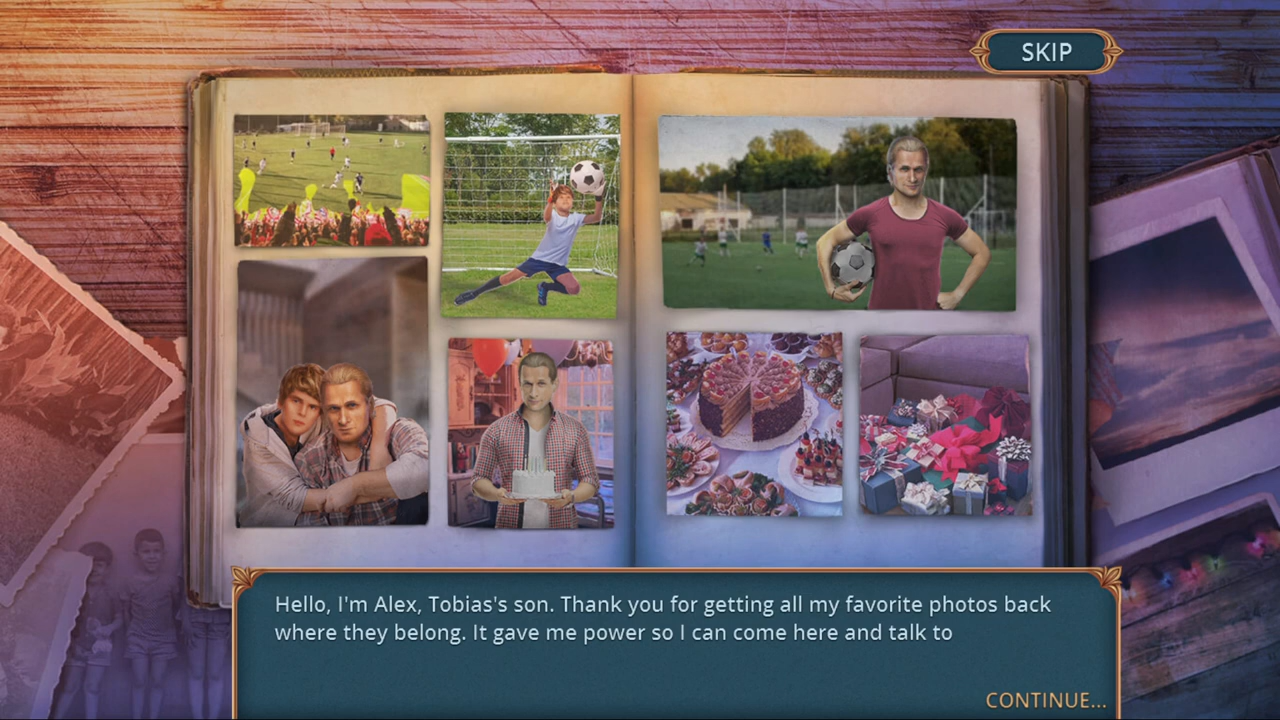 SKIP
Hello, I'm Alex, Tobias's son. Thank you for getting all my favorite photos back
where they belong. It gave me power so I can come here and talk to
CONTINUE...